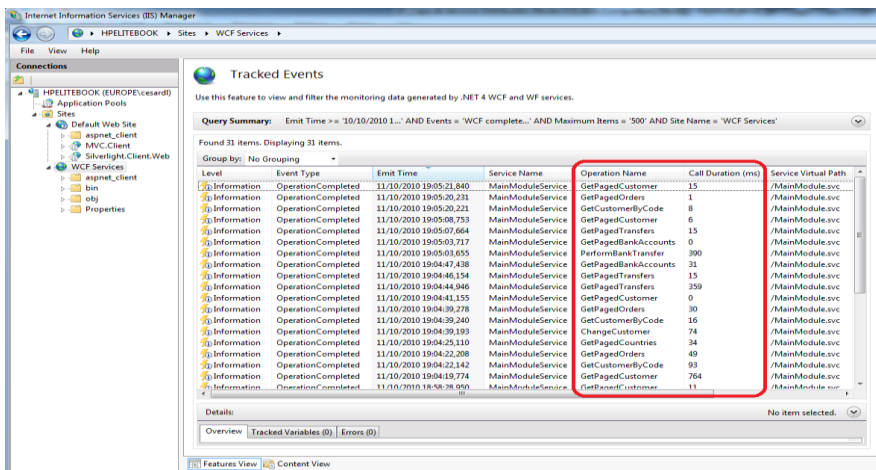 Internet Information Services (IIS) Manager
HPELITEBOOK Sites WCF Services
File View Help
Connections
HPELITEBOOK (EUROPE\cesardl)
Application Pools
Sites
Default Web Site
aspnet_client
MVC.Client
Silverlight.Client.Web
WCF Services
aspnet_client
bin
obj
Properties
Tracked Events
Use this feature to view and filter the monitoring data generated by .NET 4 WCF and WF services.
Query Summary: Emit Time >= '10/10/2010 1...' AND Events = 'WCF complete...' AND Maximum Items = '500' AND Site Name = 'WCF Services'
Found 31 items. Displaying 31 items.
Group by: No Grouping
Level Event Type Emit Time Service Name Operation Name Call Duration (ms) Service Virtual Path
Information OperationCompleted 11/10/2010 19:05:21,840 MainModuleService GetPagedCustomer 15 /MainModule.svc
Information OperationCompleted 11/10/2010 19:05:20,231 MainModuleService GetPagedOrders 1 /MainModule.svc
Information OperationCompleted 11/10/2010 19:05:20,221 MainModuleService GetCustomerByCode 8 /MainModule.svc
Information OperationCompleted 11/10/2010 19:05:08,753 MainModuleService GetPagedCustomer 6 /MainModule.svc
Information OperationCompleted 11/10/2010 19:05:07,664 MainModuleService GetPagedTransfers 15 /MainModule.svc
Information OperationCompleted 11/10/2010 19:05:03,717 MainModuleService GetPagedBankAccounts 0 /MainModule.svc
Information OperationCompleted 11/10/2010 19:05:03,655 MainModuleService PerformBankTransfer 390 /MainModule.svc
Information OperationCompleted 11/10/2010 19:04:47,438 MainModuleService GetPagedBankAccounts 31 /MainModule.svc
Information OperationCompleted 11/10/2010 19:04:46,154 MainModuleService GetPagedTransfers 15 /MainModule.svc
Information OperationCompleted 11/10/2010 19:04:44,946 MainModuleService GetPagedTransfers 359 /MainModule.svc
Information OperationCompleted 11/10/2010 19:04:41,155 MainModuleService GetPagedCustomer 0 /MainModule.svc
Information OperationCompleted 11/10/2010 19:04:39,278 MainModuleService GetPagedOrders 30 /MainModule.svc
Information OperationCompleted 11/10/2010 19:04:39,240 MainModuleService GetCustomerByCode 16 /MainModule.svc
Information OperationCompleted 11/10/2010 19:04:39,193 MainModuleService ChangeCustomer 74 /MainModule.svc
Information OperationCompleted 11/10/2010 19:04:25,110 MainModuleService GetPagedCountries 34 /MainModule.svc
Information OperationCompleted 11/10/2010 19:04:22,208 MainModuleService GetPagedOrders 49 /MainModule.svc
Information OperationCompleted 11/10/2010 19:04:22,142 MainModuleService GetCustomerByCode 93 /MainModule.svc
Information OperationCompleted 11/10/2010 19:04:19,774 MainModuleService GetPagedCustomer 764 /MainModule.svc
Information OperationCompleted 11/10/2010 18:58:28,950 MainModuleService GetPagedCustomer 11 /MainModule.svc
Details: No item selected.
Overview Tracked Variables (0) Errors (0)
Features View Content View